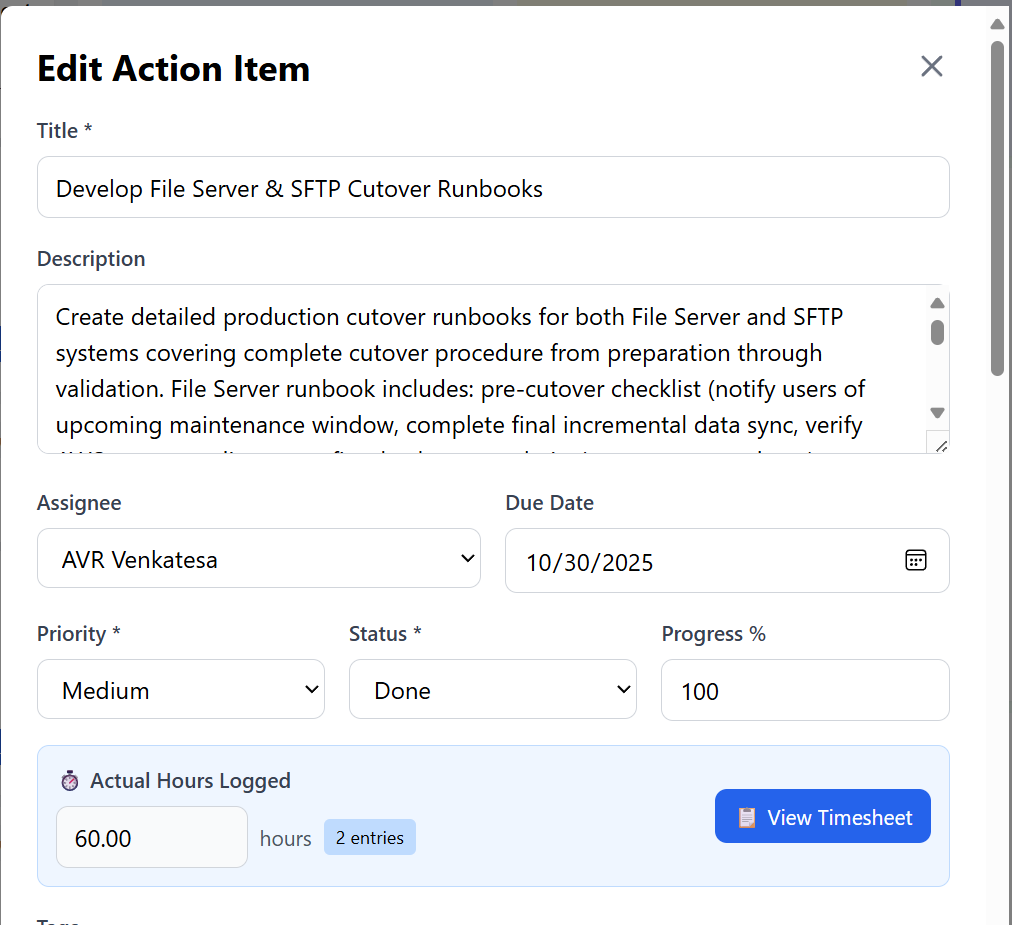 Edit Action Item
Title *
Develop File Server & SFTP Cutover Runbooks
Description
Create detailed production cutover runbooks for both File Server and SFTP
systems covering complete cutover procedure from preparation through
validation. File Server runbook includes: pre-cutover checklist (notify users of
upcoming maintenance window, complete final incremental data sync, verify
Assignee
Due Date
AVR Venkatesa
10/30/2025
Priority *
Status *
Progress %
Medium
Done
100
Actual Hours Logged
60.00
hours
2 entries
View Timesheet